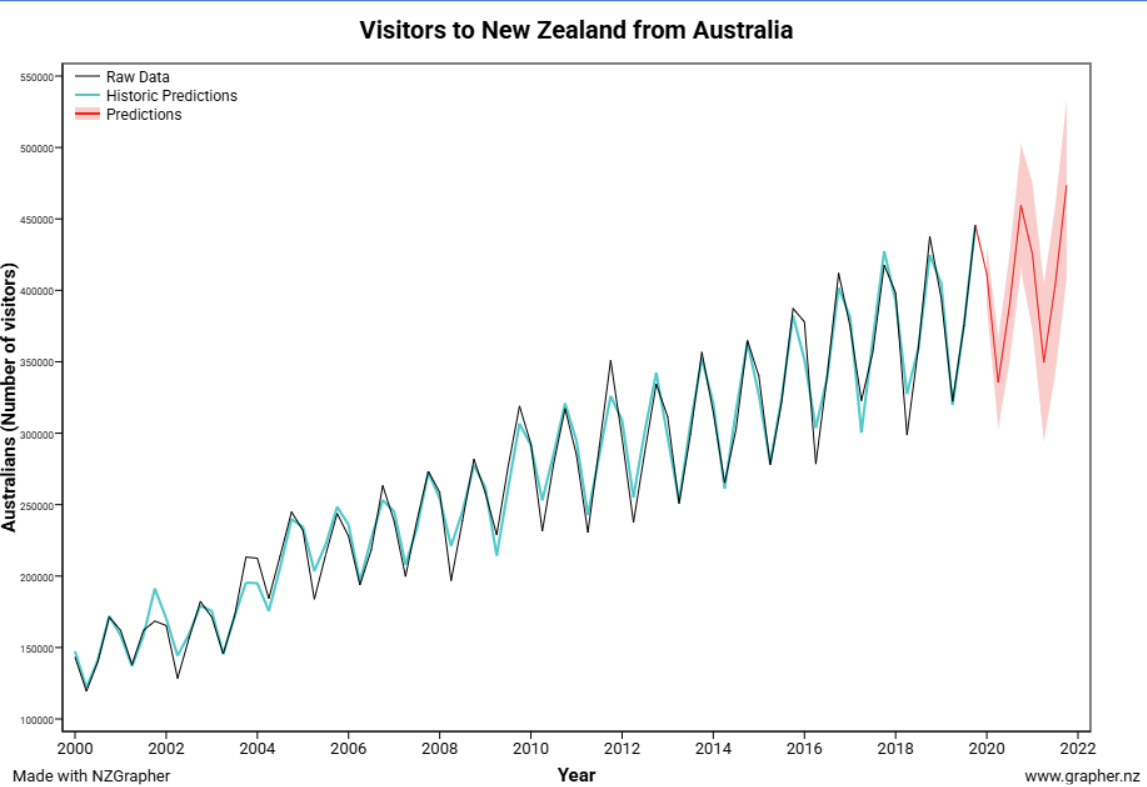 Visitors to New Zealand from Australia
Raw Data
Historic Predictions
Predictions
Australians (Number of visitors)
550000
500000
450000
400000
350000
300000
250000
200000
150000
100000
2000 2002 2004 2006 2008 2010 2012 2014 2016 2018 2020 2022
Made with NZGrapher
Year
www.grapher.nz